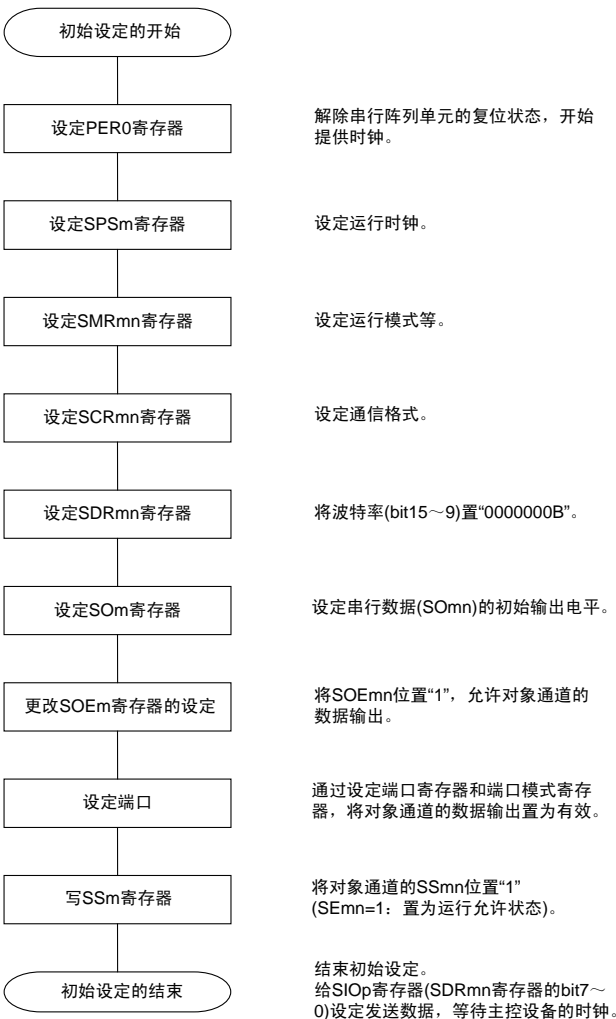 初始设定的开始
设定PER0寄存器
解除串行阵列单元的复位状态，开始
提供时钟。
设定SPSm寄存器
设定运行时钟。
设定SMRmn寄存器
设定运行模式等。
设定SCRmn寄存器
设定通信格式。
设定SDRmn寄存器
将波特率(bit15～9)置“0000000B”。
设定SOm寄存器
设定串行数据(SOmn)的初始输出电平。
更改SOEm寄存器的设定
将SOEmn位置“1”，允许对象通道的
数据输出。
设定端口
通过设定端口寄存器和端口模式寄存
器，将对象通道的数据输出置为有效。
写SSm寄存器
将对象通道的SSmn位置“1”
(SEmn=1：置为运行允许状态)。
初始设定的结束
结束初始设定。
给SIOp寄存器(SDRmn寄存器的bit7～
0)设定发送数据，等待主控设备的时钟。